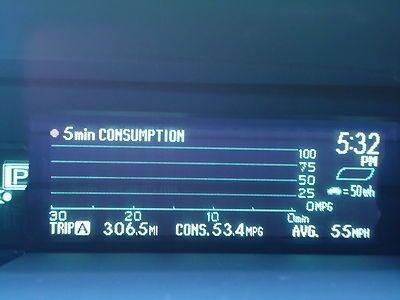 5min CONSUMPTION
5:32
PM
100
75
50
25
0MPG
=50Wh
P
30 20 10 0min
TRIP A 306.5MI CONS. 53.4MPG AVG. 55MPH